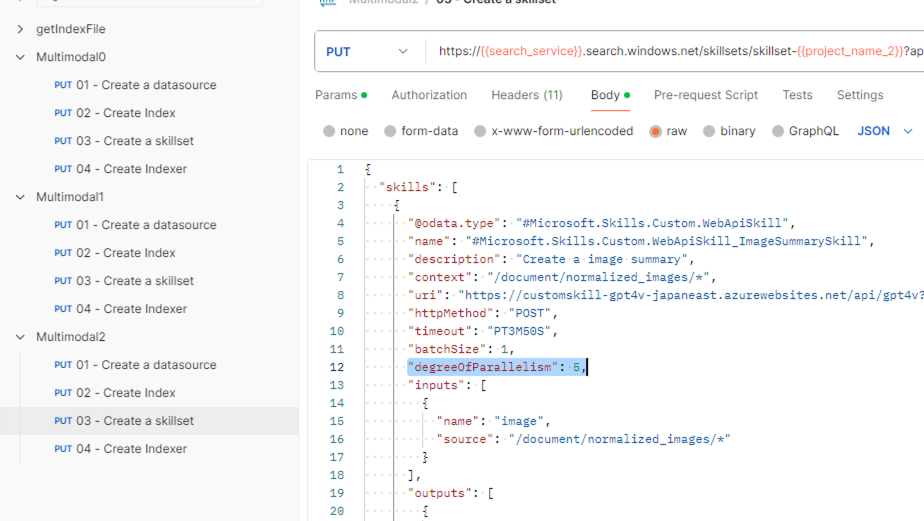 getIndexFile
Multimodal0
PUT 01 - Create a datasource
PUT 02 - Create Index
PUT 03 - Create a skillset
PUT 04 - Create Indexer
Multimodal1
PUT 01 - Create a datasource
PUT 02 - Create Index
PUT 03 - Create a skillset
PUT 04 - Create Indexer
Multimodal2
PUT 01 - Create a datasource
PUT 02 - Create Index
PUT 03 - Create a skillset
PUT 04 - Create Indexer
Multimodal2 / 03 - Create a skillset
PUT https://{{search_service}}.search.windows.net/skillsets/skillset-{{project_name_2}}?ap
Params Authorization Headers (11) Body Pre-request Script Tests Settings
none form-data x-www-form-urlencoded raw binary GraphQL JSON
1 {
2 "skills": [
3 {
4 "@odata.type": "#Microsoft.Skills.Custom.WebApiSkill",
5 "name": "#Microsoft.Skills.Custom.WebApiSkill_ImageSummarySkill",
6 "description": "Create a image summary",
7 "context": "/document/normalized_images/*",
8 "uri": "https://customskill-gpt4v-japaneast.azurewebsites.net/api/gpt4v?
9 "httpMethod": "POST",
10 "timeout": "PT3M50S",
11 "batchSize": 1,
12 "degreeOfParallelism": 5,
13 "inputs": [
14 {
15 "name": "image",
16 "source": "/document/normalized_images/*"
17 }
18 ],
19 "outputs": [
20 {